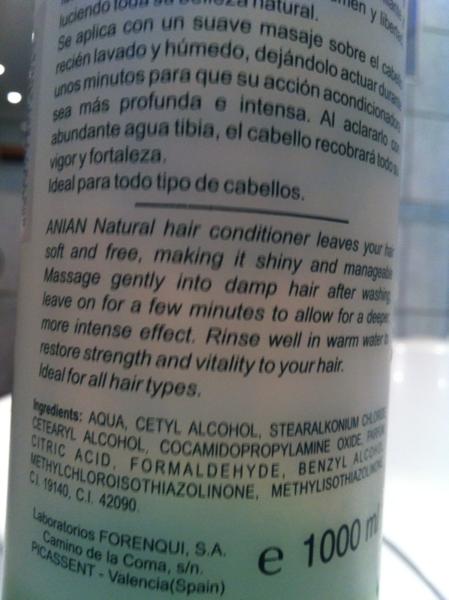 luciendo toda su belleza natural.
Se aplica con un suave masaje sobre el
recién lavado y húmedo, dejándolo actuar
unos minutos para que su acción acondicionadora
sea más profunda e intensa. Al aclararlo con
abundante agua tibia, el cabello recobrará todo su
vigor y fortaleza.
Ideal para todo tipo de cabellos.
ANIAN Natural hair conditioner leaves your hair
soft and free, making it shiny and manageable
Massage gently into damp hair after washing,
leave on for a few minutes to allow for a deeper,
more intense effect. Rinse well in warm water to
restore strength and vitality to your hair.
Ideal for all hair types.
Ingredients: AQUA, CETYL ALCOHOL, STEARALKONIUM CHLORIDE,
CETEARYL ALCOHOL, COCAMIDOPROPYLAMINE OXIDE, PARFUM,
CITRIC ACID, FORMALDEHYDE, BENZYL ALCOHOL,
METHYLCHLOROISOTHIAZOLINONE, METHYLISOTHIAZOLINONE,
C.I. 19140, C.I. 42090.
Laboratorios FORENQUI, S.A.
Camino de la Coma, s/n.
PICASSENT - Valencia(Spain)
e 1000 ml